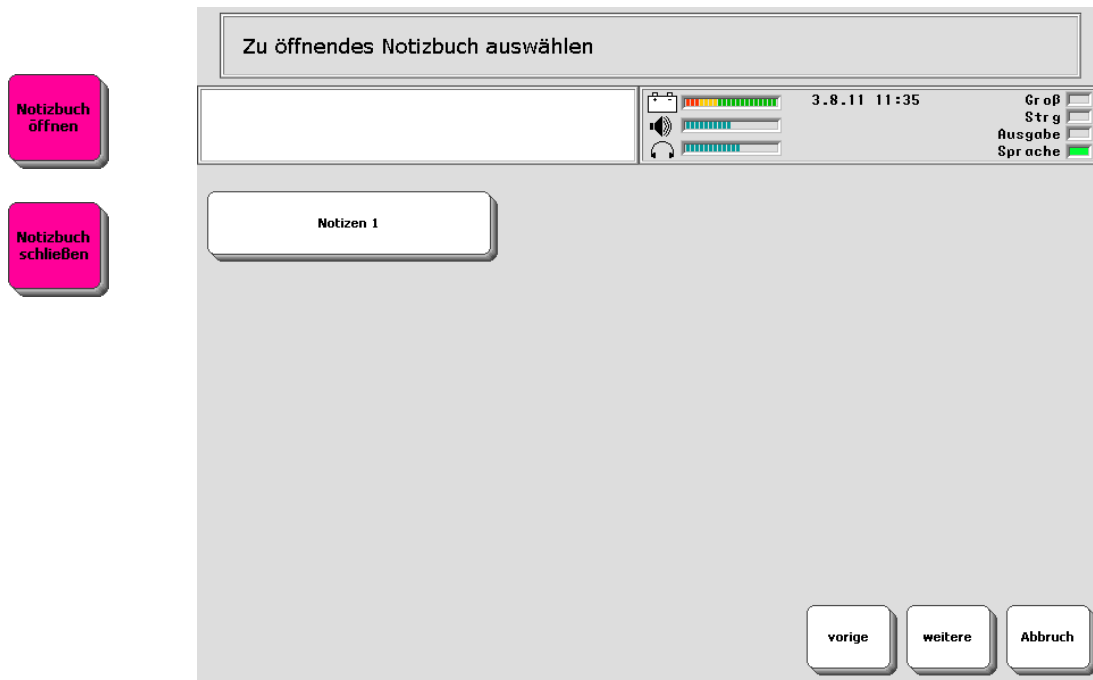 Zu öffnendes Notizbuch auswählen
Notizbuch
öffnen
3.8.11 11:35
Groß
Strg
Ausgabe
Sprache
Notizbuch
schließen
Notizen 1
vorige
weitere
Abbruch